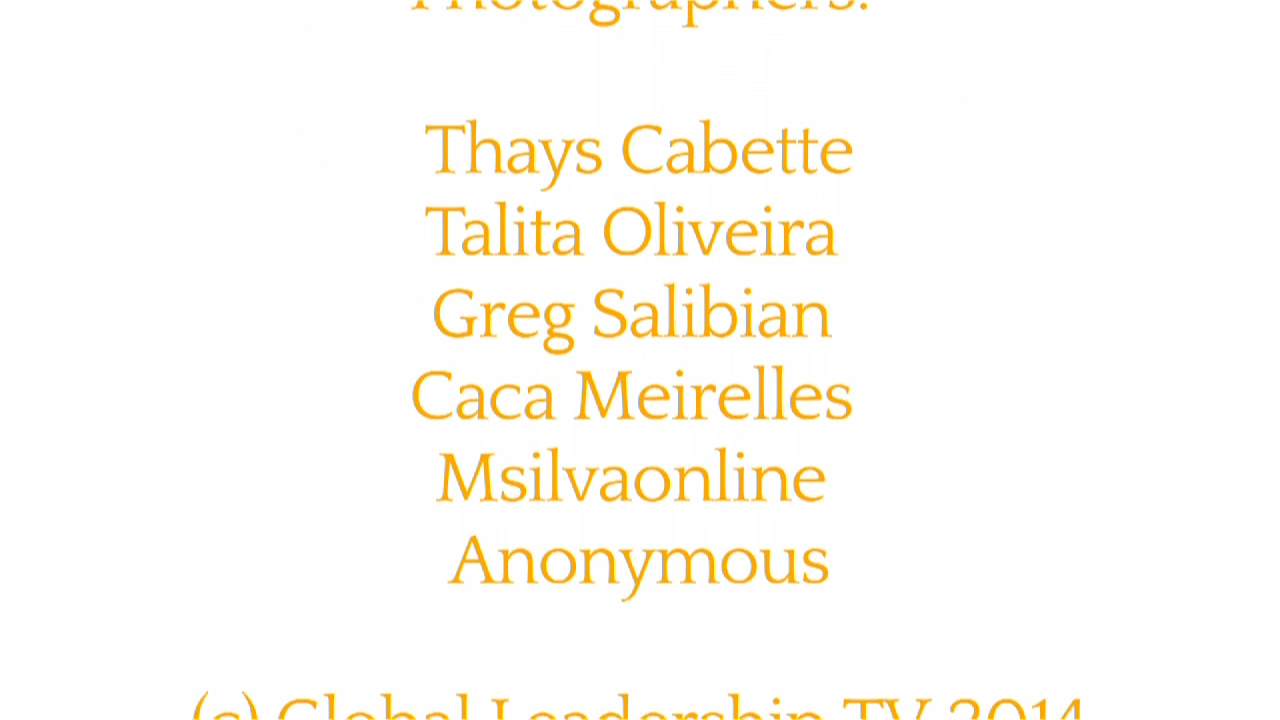 Photographers:
Thays Cabette
Talita Oliveira
Greg Salibian
Caca Meirelles
Msilvaonline
Anonymous
(c) Global Leadership TV 2014